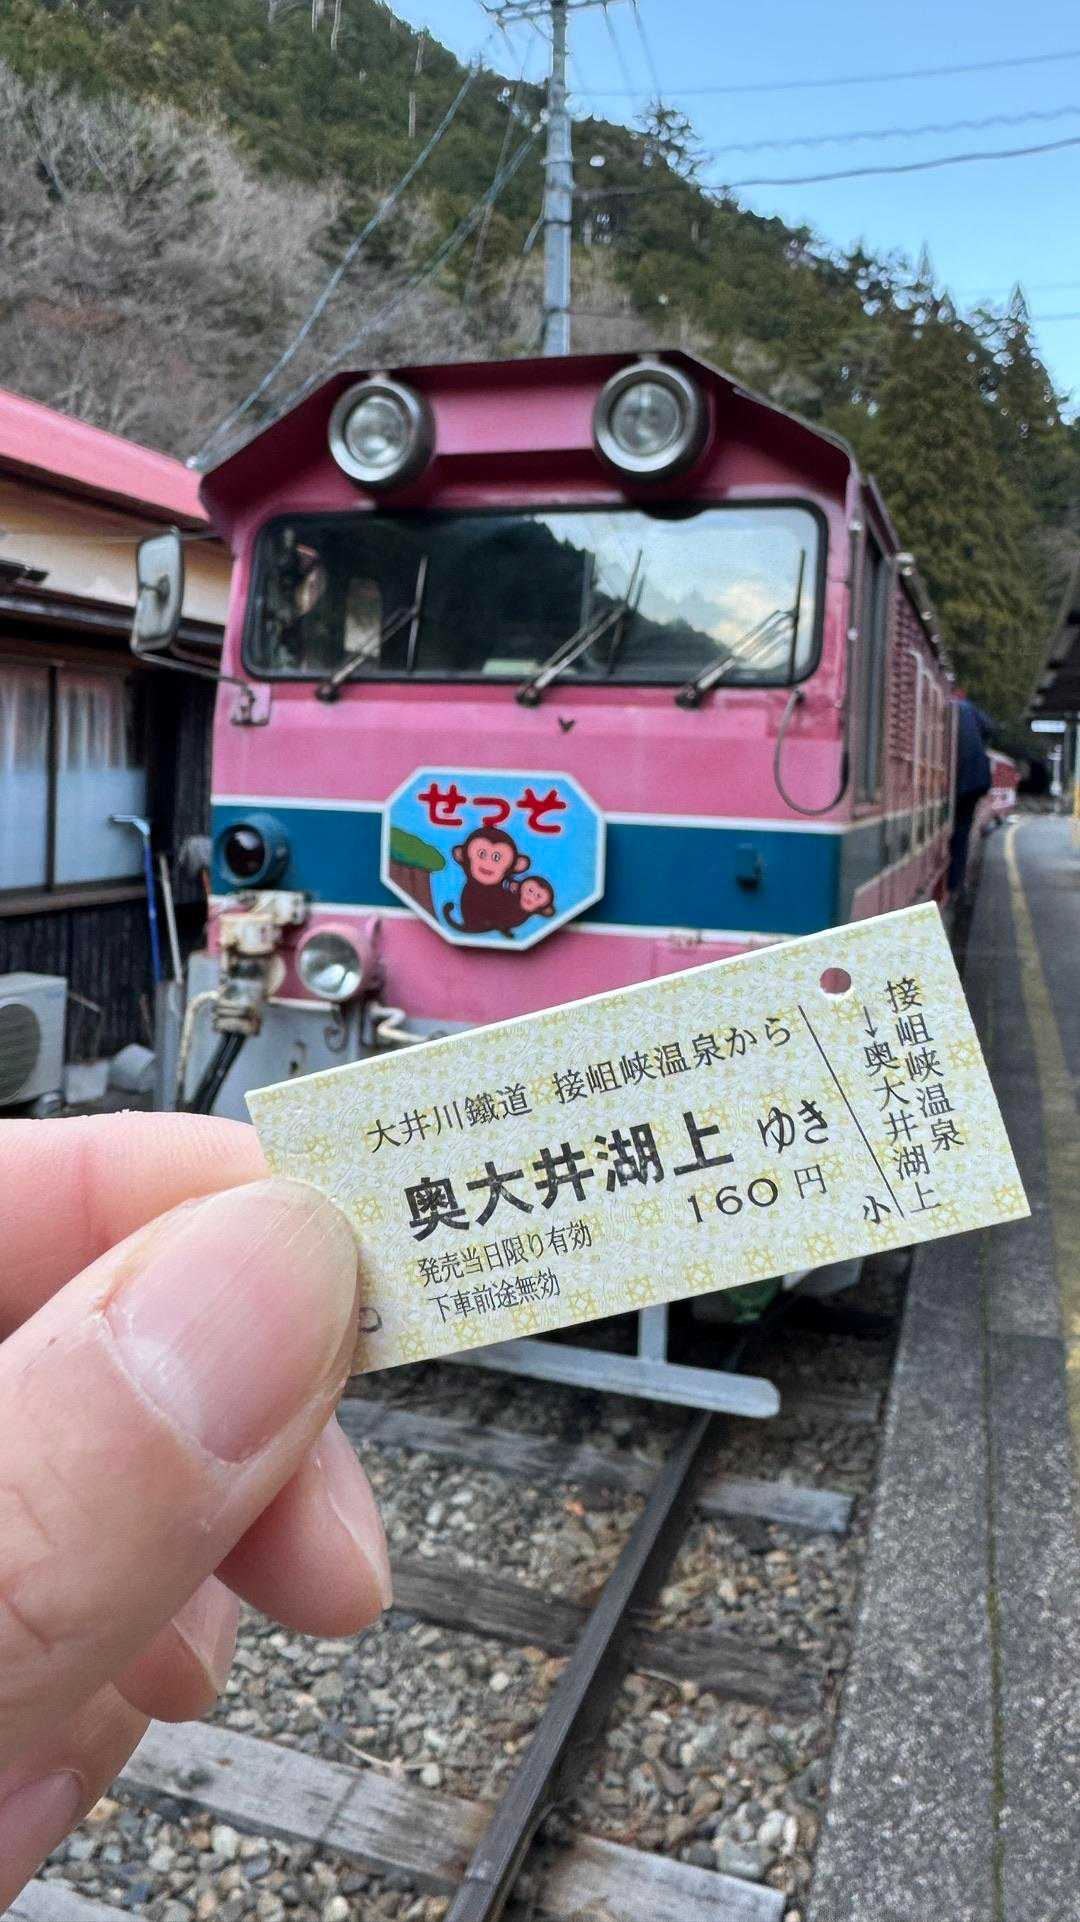 せっそ
大井川鐵道 接岨峡温泉から
奥大井湖上 ゆき
160円
発売当日限り有効
下車前途無効
接岨峡温泉
→奥大井湖上
小